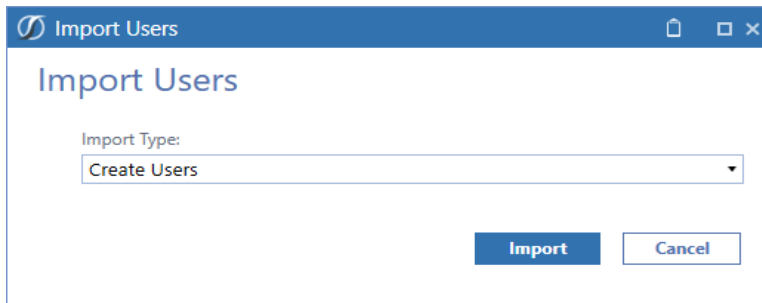 Import Users
Import Users
Import Type:
Create Users
Import Cancel